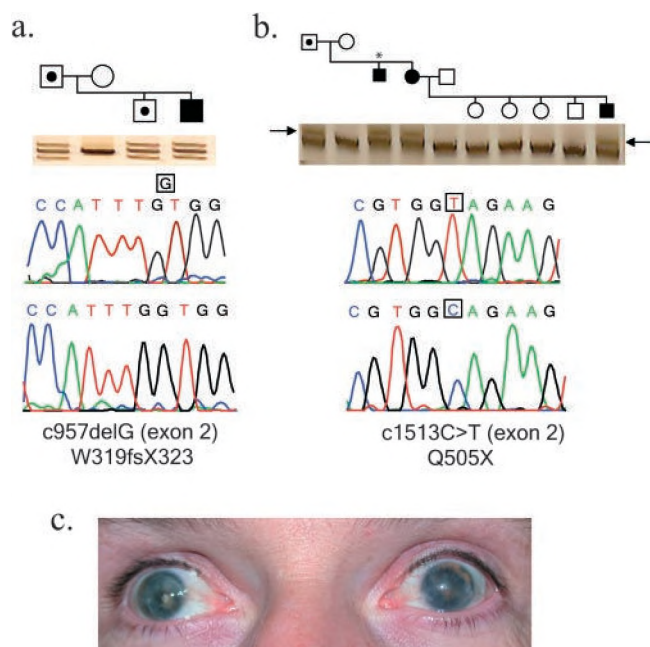 a.
b.
*
G
C C A T T T G T G G
C G T G G T A G A A G
C C A T T T G G T G G
C G T G G C A G A A G
c957delG (exon 2)
W319fsX323
c1513C>T (exon 2)
Q505X
c.